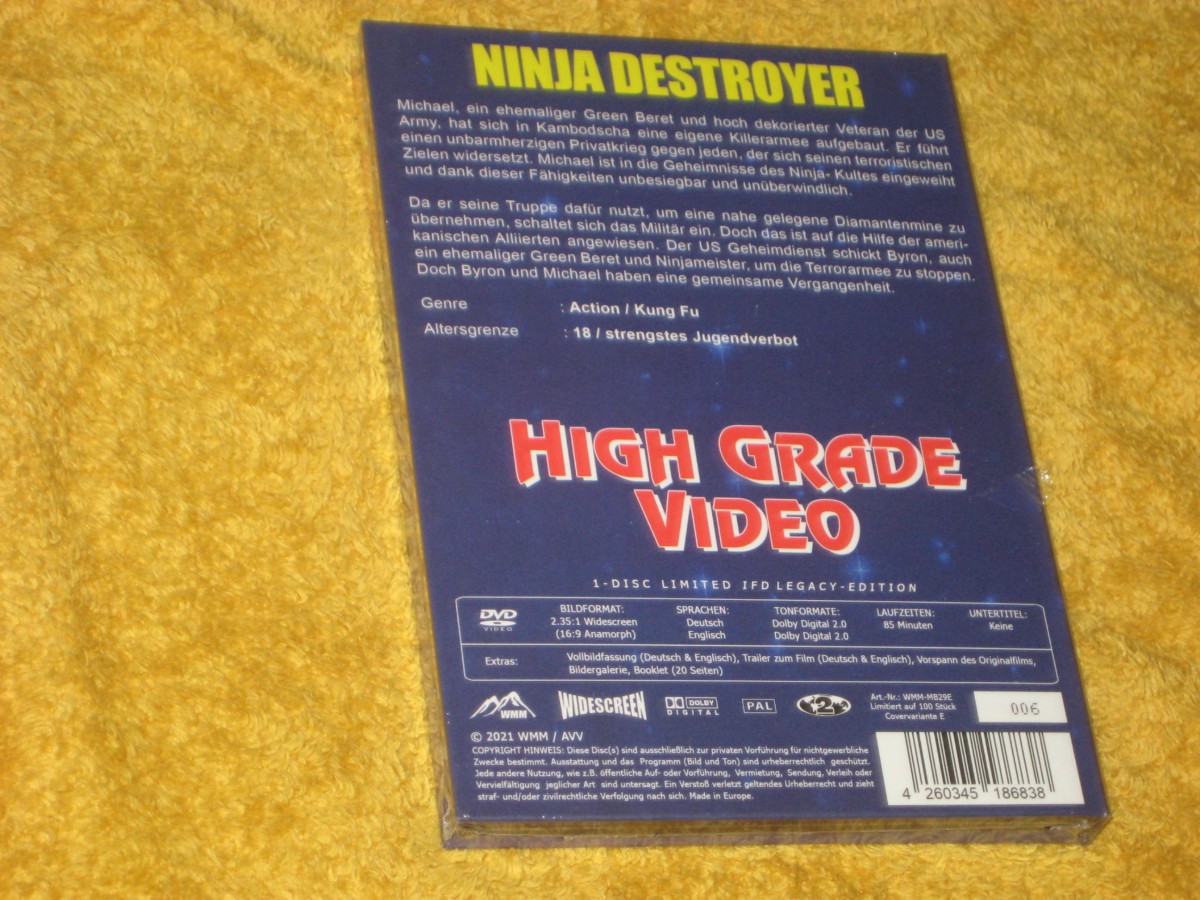 NINJA DESTROYER
Michael, ein ehemaliger Green Beret und hoch dekorierter Veteran der US
Army, hat sich in Kambodscha eine eigene Killerarmee aufgebaut. Er führt
einen unbarmherzigen Privatkrieg gegen jeden, der sich seinen terroristischen
Zielen widersetzt. Michael ist in die Geheimnisse des Ninja- Kultes eingeweiht
und dank dieser Fähigkeiten unbesiegbar und unüberwindlich.
Da er seine Truppe dafür nutzt, um eine nahe gelegene Diamantenmine zu
übernehmen, schaltet sich das Militär ein. Doch das ist auf die Hilfe der ameri-
kanischen Alliierten angewiesen. Der US Geheimdienst schickt Byron, auch
ein ehemaliger Green Beret und Ninjameister, um die Terrorarmee zu stoppen.
Doch Byron und Michael haben eine gemeinsame Vergangenheit.
Genre : Action / Kung Fu
Altersgrenze : 18 / strengstes Jugendverbot
HIGH GRADE
VIDEO
1-DISC LIMITED IFD LEGACY-EDITION
DVD VIDEO
BILDFORMAT: SPRACHEN: TONFORMATE: LAUFZEITEN: UNTERTITEL:
2.35:1 Widescreen Deutsch Dolby Digital 2.0 85 Minuten Keine
(16:9 Anamorph) Englisch Dolby Digital 2.0
Extras: Vollbildfassung (Deutsch & Englisch), Trailer zum Film (Deutsch & Englisch), Vorspann des Originalfilms,
Bildergalerie, Booklet (20 Seiten)
WMM WIDESCREEN DOLBY DIGITAL PAL 2
Art.-Nr.: WMM-MB29E
Limitiert auf 100 Stück
Covervariante E
006
© 2021 WMM / AVV
COPYRIGHT HINWEIS: Diese Disc(s) sind ausschließlich zur privaten Vorführung für nichtgewerbliche
Zwecke bestimmt. Ausstattung und das Programm (Bild und Ton) sind urheberrechtlich geschützt.
Jede andere Nutzung, wie z.B. öffentliche Auf- oder Vorführung, Vermietung, Sendung, Verleih oder
Vervielfältigung jeglicher Art sind untersagt. Ein Verstoß verletzt geltendes Urheberrecht und zieht
straf- und/oder zivilrechtliche Verfolgung nach sich. Made in Europe.
4 260345 186838